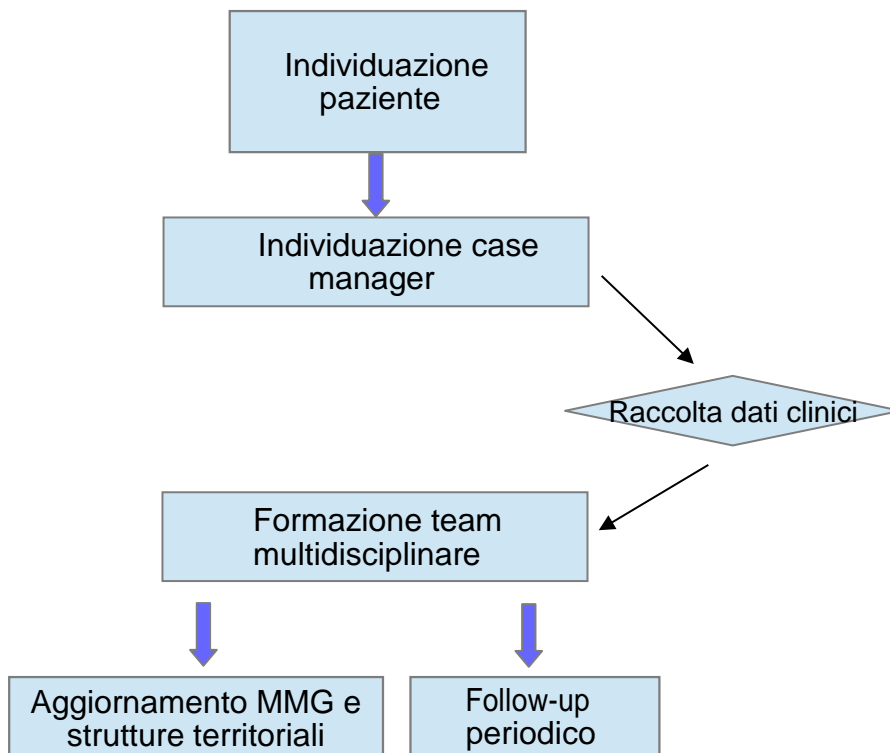 Individuazione
paziente
Individuazione case
manager
Raccolta dati clinici
Formazione team
multidisciplinare
Aggiornamento MMG e
strutture territoriali
Follow-up
periodico